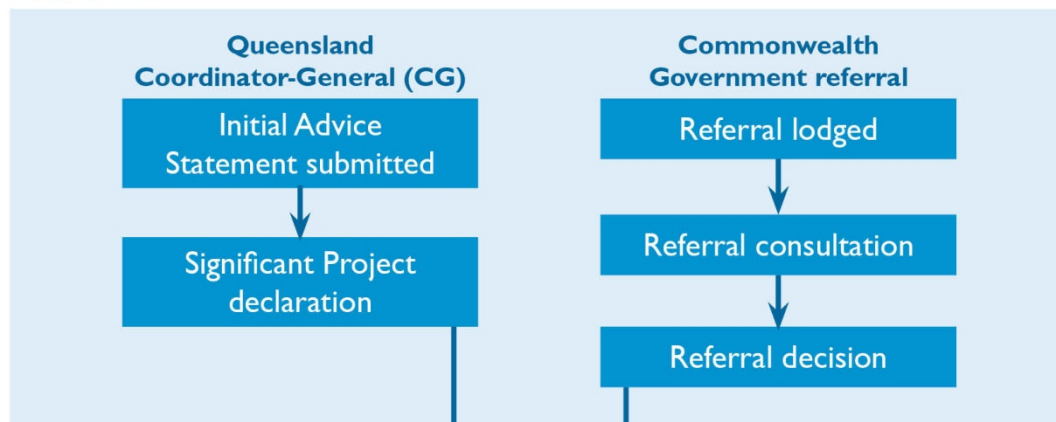 Queensland
Coordinator-General (CG)
Initial Advice
Statement submitted
Significant Project
declaration
Commonwealth
Government referral
Referral lodged
Referral consultation
Referral decision